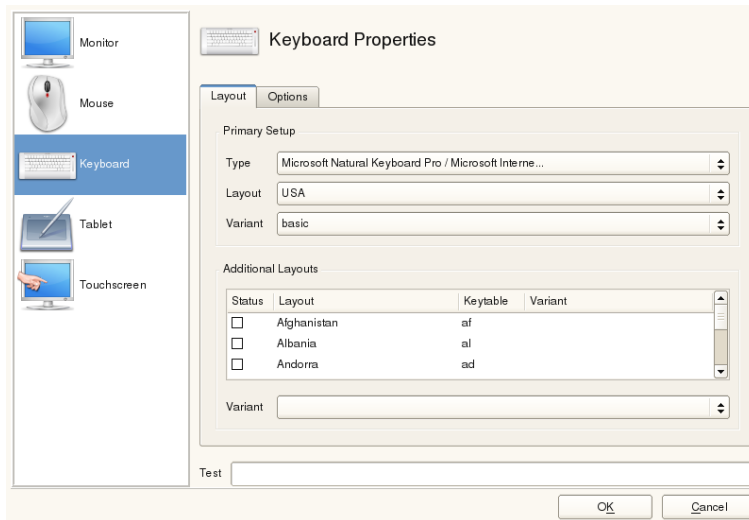 Monitor
Mouse
Keyboard
Tablet
Touchscreen
Keyboard Properties
Layout Options
Primary Setup
Type Microsoft Natural Keyboard Pro / Microsoft Interne...
Layout USA
Variant basic
Additional Layouts
Status Layout Keytable Variant
Afghanistan af
Albania al
Andorra ad
Variant
Test
OK Cancel